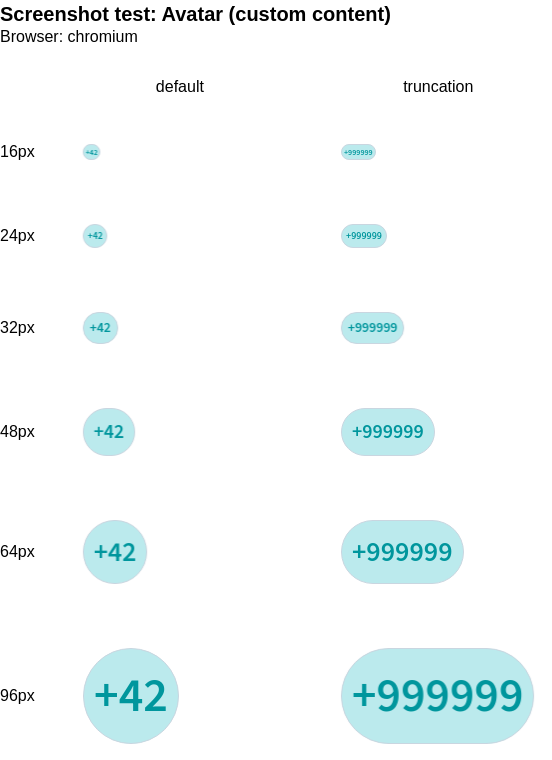 Screenshot test: Avatar (custom content)
Browser: chromium
default truncation
16px +42 +999999
24px +42 +999999
32px +42 +999999
48px +42 +999999
64px +42 +999999
96px +42 +999999